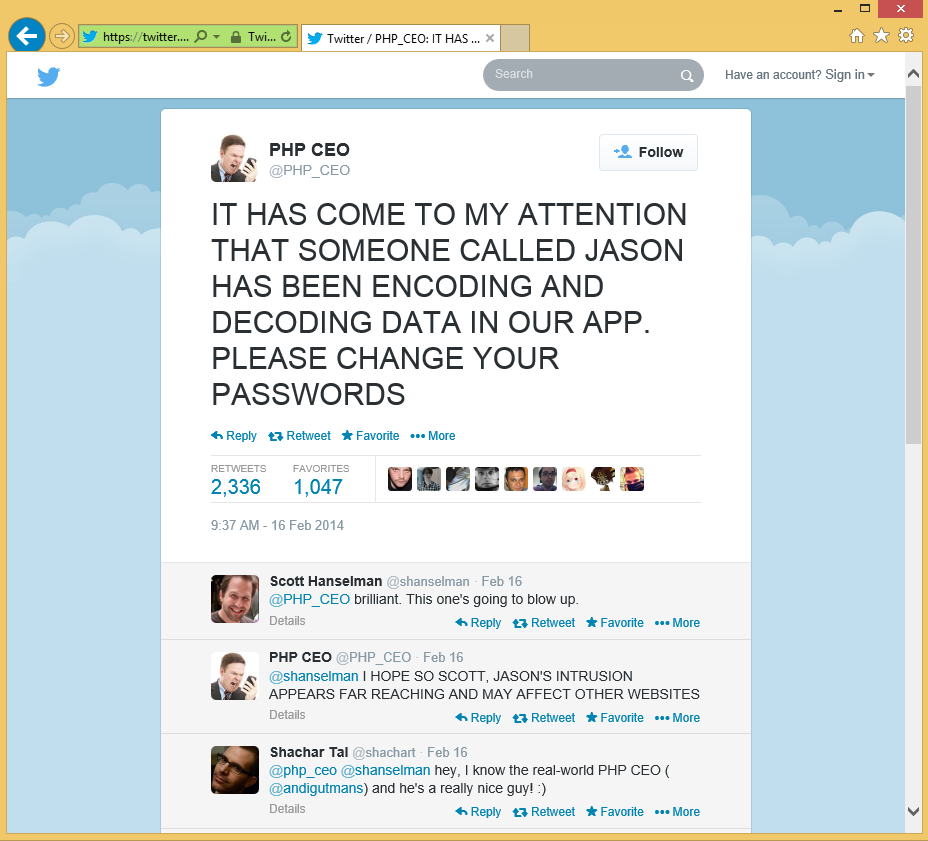 https://twitter....
Twi...
Twitter / PHP_CEO: IT HAS ...
Search
Have an account? Sign in
PHP CEO
@PHP_CEO
Follow
IT HAS COME TO MY ATTENTION
THAT SOMEONE CALLED JASON
HAS BEEN ENCODING AND
DECODING DATA IN OUR APP.
PLEASE CHANGE YOUR
PASSWORDS
Reply Retweet Favorite More
RETWEETS FAVORITES
2,336 1,047
9:37 AM - 16 Feb 2014
Scott Hanselman @shanselman · Feb 16
@PHP_CEO brilliant. This one's going to blow up.
Details Reply Retweet Favorite More
PHP CEO @PHP_CEO · Feb 16
@shanselman I HOPE SO SCOTT, JASON'S INTRUSION
APPEARS FAR REACHING AND MAY AFFECT OTHER WEBSITES
Details Reply Retweet Favorite More
Shachar Tal @shachart · Feb 16
@php_ceo @shanselman hey, I know the real-world PHP CEO (
@andigutmans) and he's a really nice guy! :)
Details Reply Retweet Favorite More